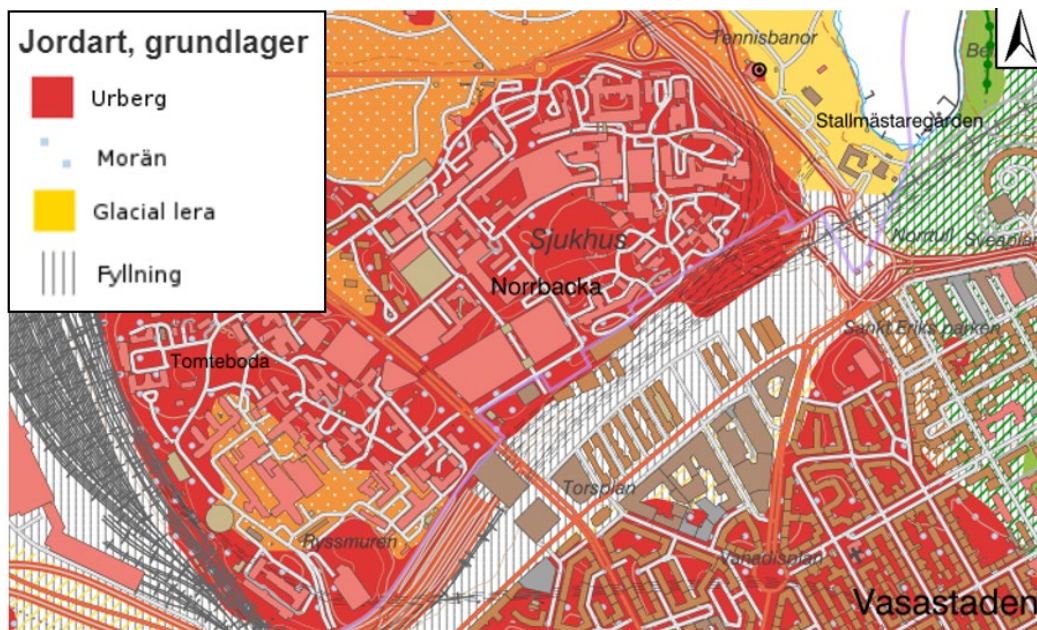 Jordart, grundlager
Urberg
Morän
Glacial lera
Fyllning
Tennisbanor
Stallmästaregården
Sjukhus
Norrtull
Norrbacka
Sankt Eriks parken
Tomteboda
Torsplan
Ryssmuren
Vanadisplan
Vasastaden